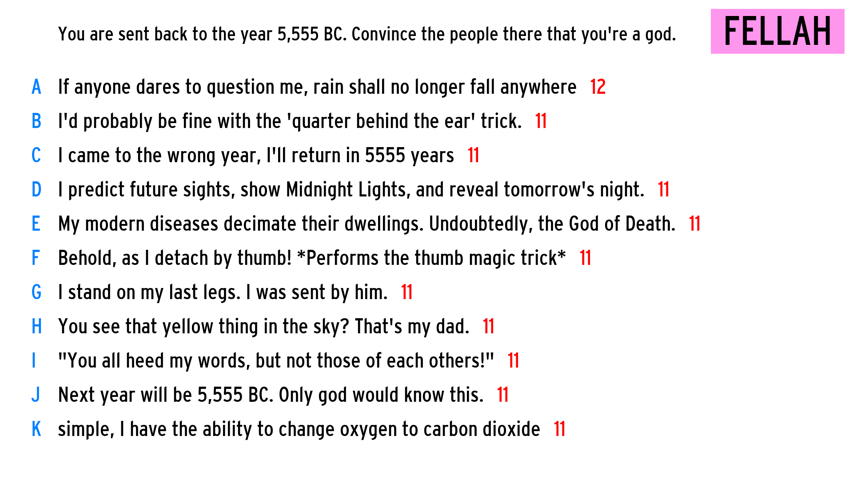 You are sent back to the year 5,555 BC. Convince the people there that you're a god.
FELLAH
A If anyone dares to question me, rain shall no longer fall anywhere 12
B I'd probably be fine with the 'quarter behind the ear' trick. 11
C I came to the wrong year, I'll return in 5555 years 11
D I predict future sights, show Midnight Lights, and reveal tomorrow's night. 11
E My modern diseases decimate their dwellings. Undoubtedly, the God of Death. 11
F Behold, as I detach by thumb! *Performs the thumb magic trick* 11
G I stand on my last legs. I was sent by him. 11
H You see that yellow thing in the sky? That's my dad. 11
I "You all heed my words, but not those of each others!" 11
J Next year will be 5,555 BC. Only god would know this. 11
K simple, I have the ability to change oxygen to carbon dioxide 11